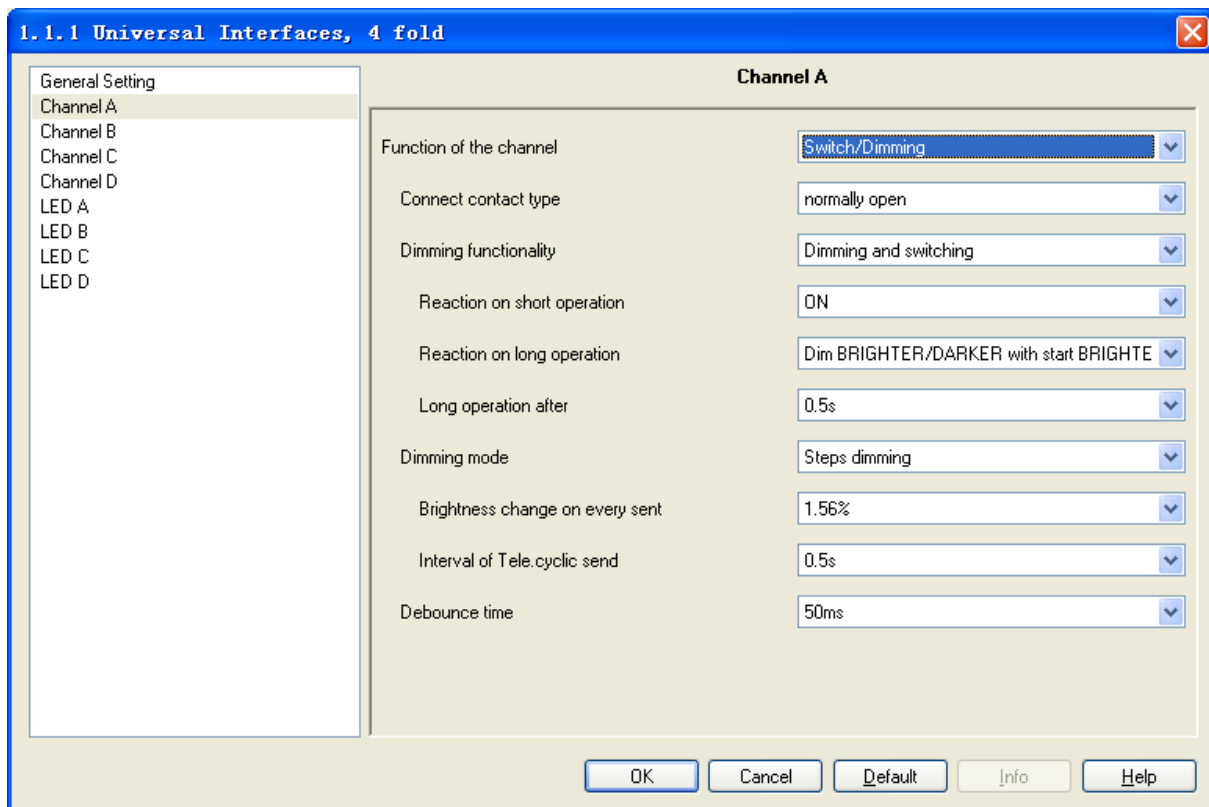 1.1.1 Universal Interfaces, 4 fold
General Setting
Channel A
Channel B
Channel C
Channel D
LED A
LED B
LED C
LED D
Channel A
Function of the channel Switch/Dimming
Connect contact type normally open
Dimming functionality Dimming and switching
Reaction on short operation ON
Reaction on long operation Dim BRIGHTER/DARKER with start BRIGHTE
Long operation after 0.5s
Dimming mode Steps dimming
Brightness change on every sent 1.56%
Interval of Tele.cyclic send 0.5s
Debounce time 50ms
OK Cancel Default Info Help